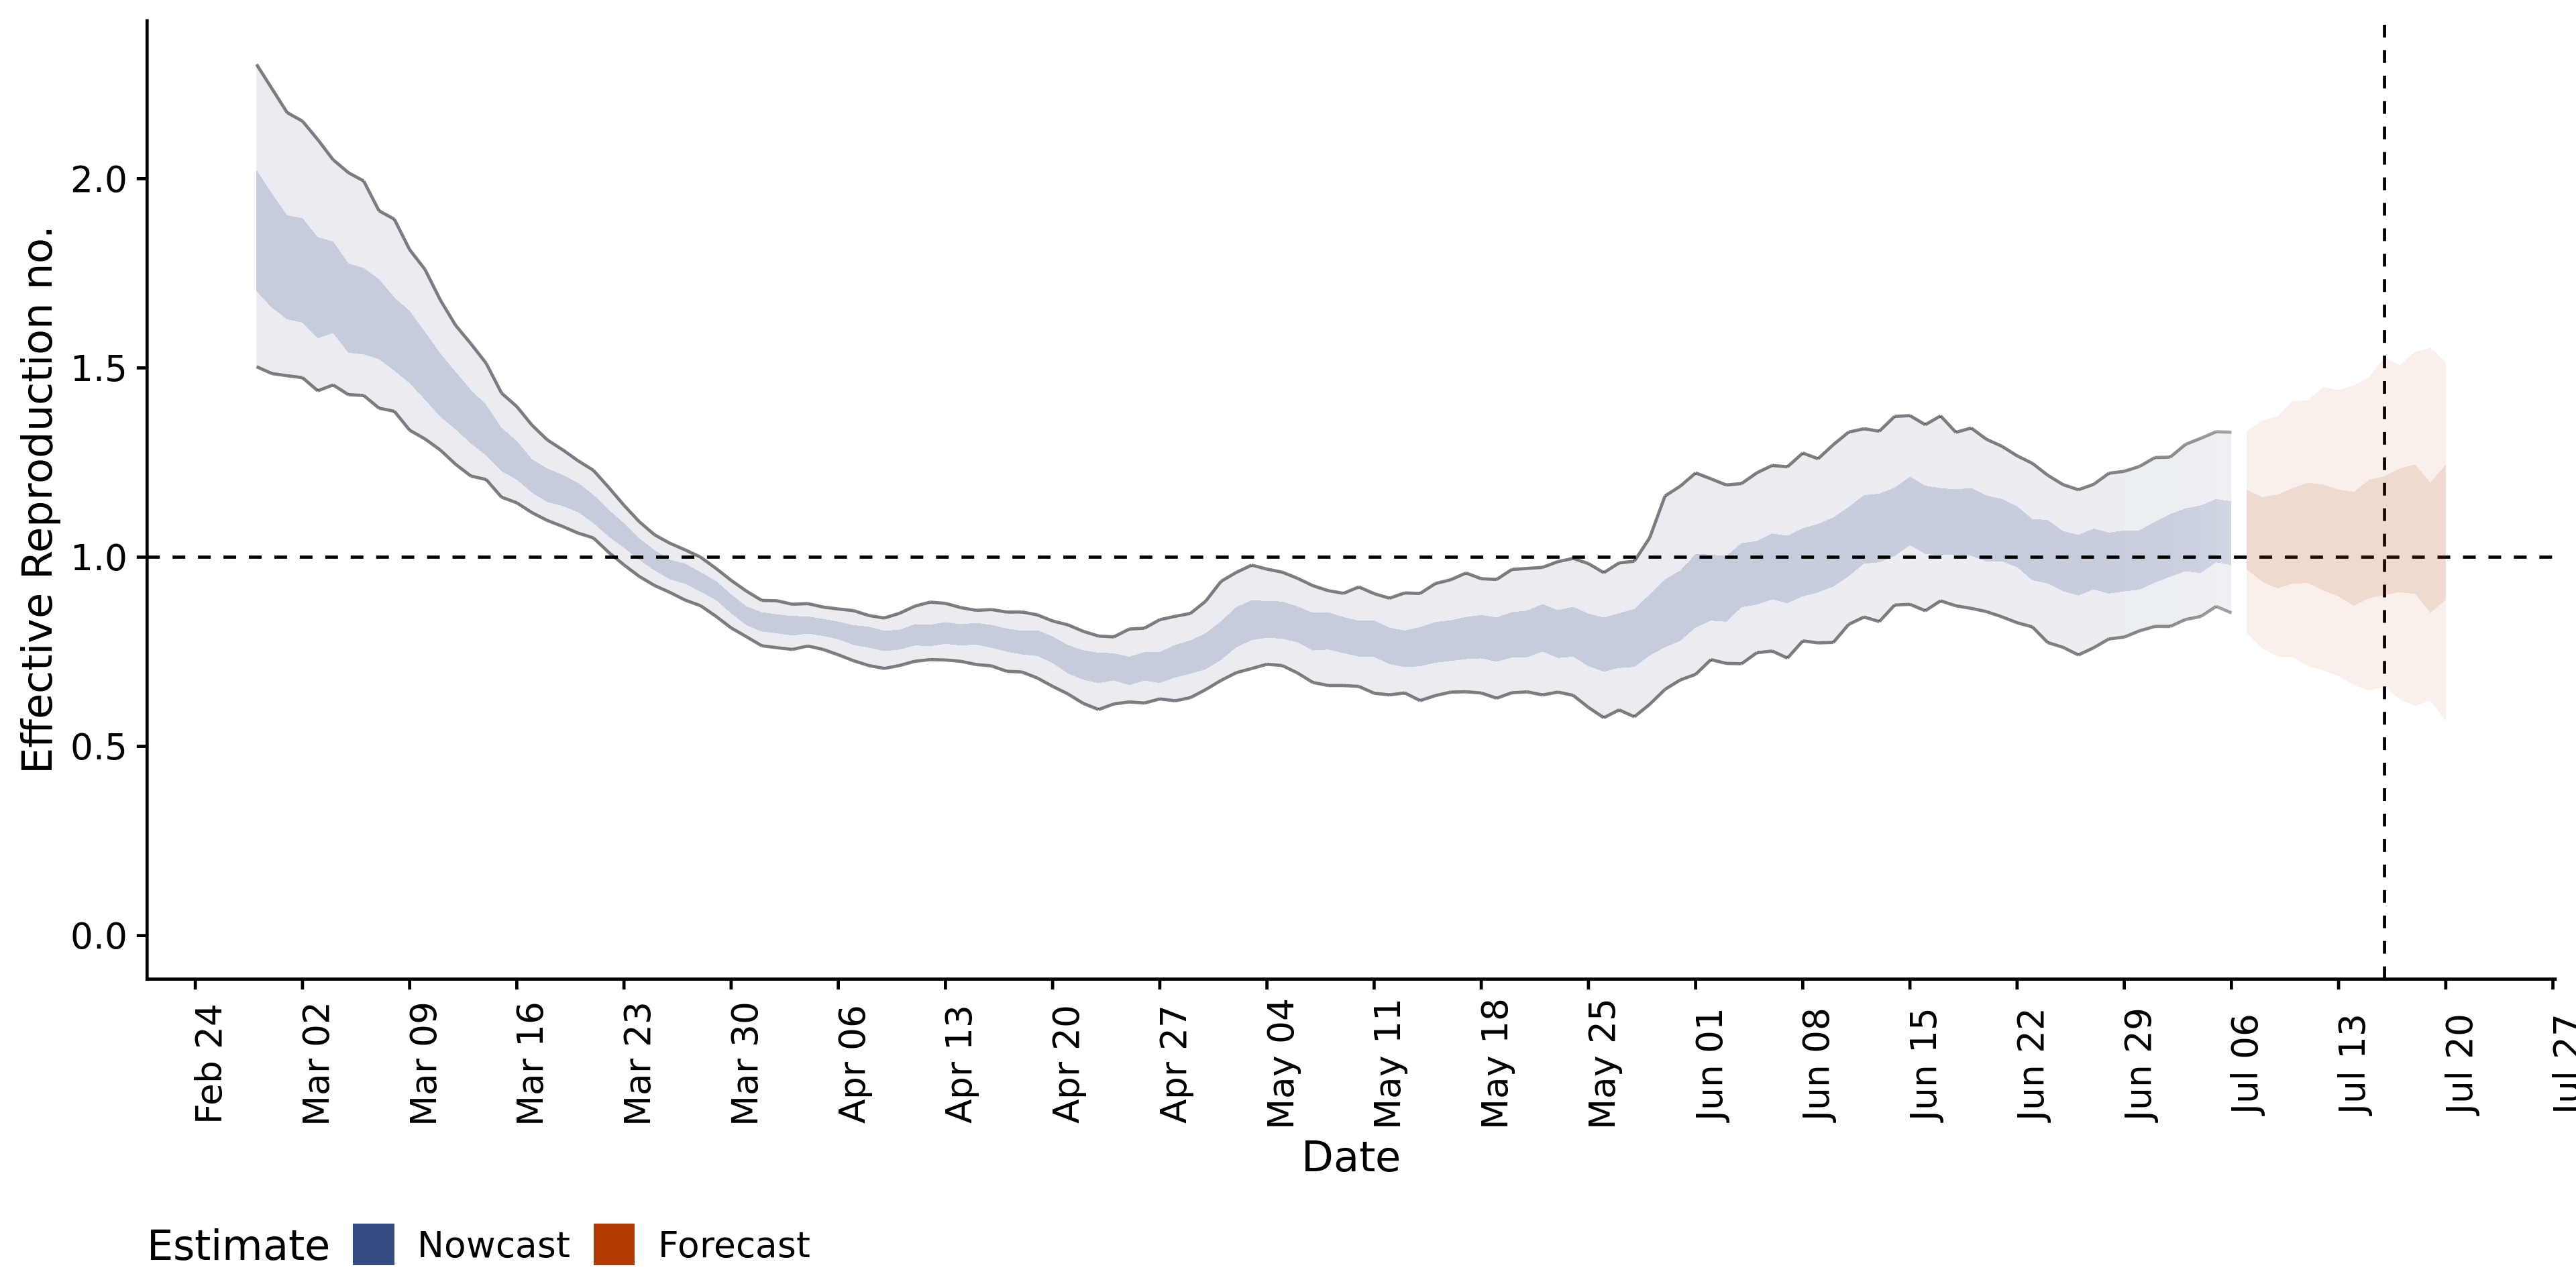 Effective Reproduction no.
2.0
1.5
1.0
0.5
0.0
Feb 24
Mar 02
Mar 09
Mar 16
Mar 23
Mar 30
Apr 06
Apr 13
Apr 20
Apr 27
May 04
May 11
May 18
May 25
Jun 01
Jun 08
Jun 15
Jun 22
Jun 29
Jul 06
Jul 13
Jul 20
Jul 27
Date
Estimate Nowcast Forecast